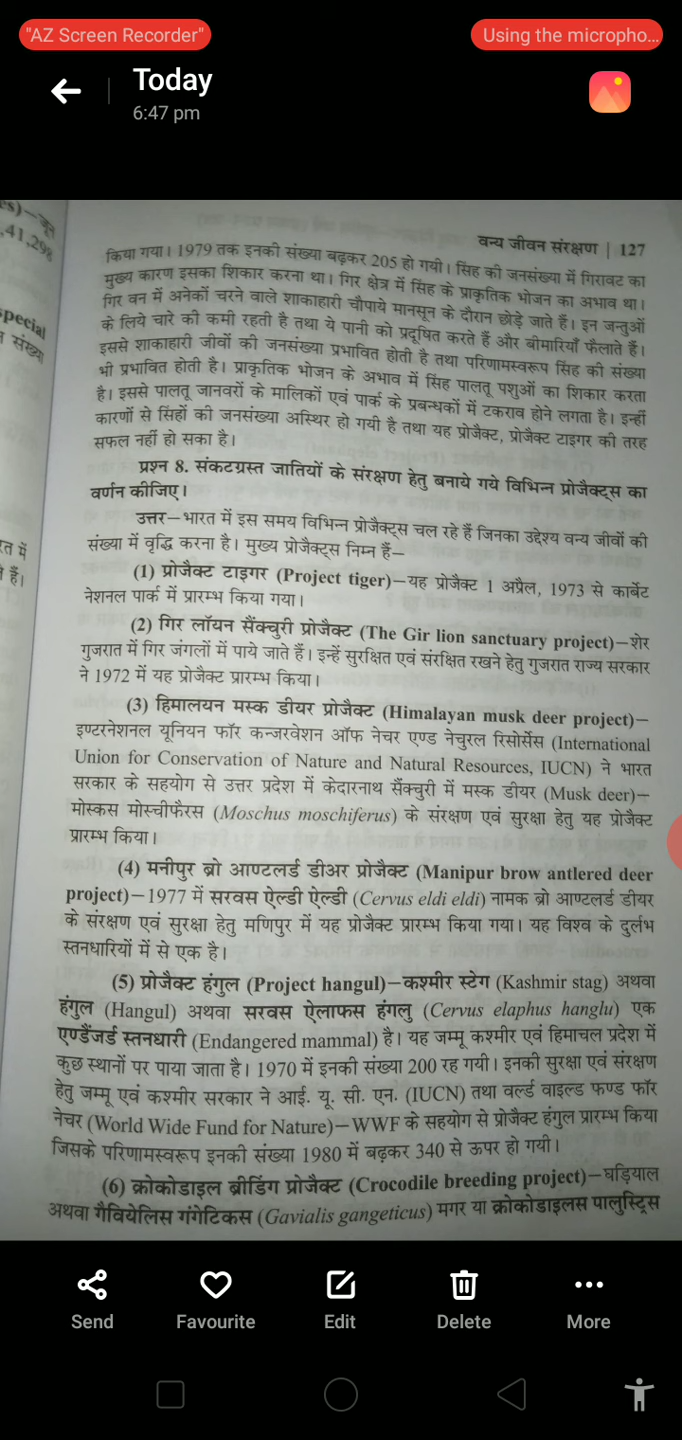 "AZ Screen Recorder"
Using the micropho...
Today
6:47 pm
es)—जून
,41,298
special
संख्या
रत में
हैं।
वन्य जीवन संरक्षण | 127
किया गया। 1979 तक इनकी संख्या बढ़कर 205 हो गयी। सिंह की जनसंख्या में गिरावट का
मुख्य कारण इसका शिकार करना था। गिर क्षेत्र में सिंह के प्राकृतिक भोजन का अभाव था।
गिर वन में अनेकों चरने वाले शाकाहारी चौपाये मानसून के दौरान छोड़े जाते हैं। इन जन्तुओं
के लिये चारे की कमी रहती है तथा ये पानी को प्रदूषित करते हैं और बीमारियाँ फैलाते हैं।
इससे शाकाहारी जीवों की जनसंख्या प्रभावित होती है तथा परिणामस्वरूप सिंह की संख्या
भी प्रभावित होती है। प्राकृतिक भोजन के अभाव में सिंह पालतू पशुओं का शिकार करता
है। इससे पालतू जानवरों के मालिकों एवं पार्क के प्रबन्धकों में टकराव होने लगता है। इन्हीं
कारणों से सिंहों की जनसंख्या अस्थिर हो गयी है तथा यह प्रोजैक्ट, प्रोजैक्ट टाइगर की तरह
सफल नहीं हो सका है।
प्रश्न 8. संकटग्रस्त जातियों के संरक्षण हेतु बनाये गये विभिन्न प्रोजैक्ट्स का
वर्णन कीजिए।
उत्तर—भारत में इस समय विभिन्न प्रोजैक्ट्स चल रहे हैं जिनका उद्देश्य वन्य जीवों की
संख्या में वृद्धि करना है। मुख्य प्रोजैक्ट्स निम्न हैं—
(1) प्रोजैक्ट टाइगर (Project tiger)—यह प्रोजैक्ट 1 अप्रैल, 1973 से कार्बेट
नेशनल पार्क में प्रारम्भ किया गया।
(2) गिर लॉयन सैंक्चुरी प्रोजैक्ट (The Gir lion sanctuary project)—शेर
गुजरात में गिर जंगलों में पाये जाते हैं। इन्हें सुरक्षित एवं संरक्षित रखने हेतु गुजरात राज्य सरकार
ने 1972 में यह प्रोजैक्ट प्रारम्भ किया।
(3) हिमालयन मस्क डीयर प्रोजैक्ट (Himalayan musk deer project)—
इण्टरनेशनल यूनियन फॉर कन्जरवेशन ऑफ नेचर एण्ड नेचुरल रिसोर्सेस (International
Union for Conservation of Nature and Natural Resources, IUCN) ने भारत
सरकार के सहयोग से उत्तर प्रदेश में केदारनाथ सैंक्चुरी में मस्क डीयर (Musk deer)—
मोस्कस मोस्चीफैरस (Moschus moschiferus) के संरक्षण एवं सुरक्षा हेतु यह प्रोजैक्ट
प्रारम्भ किया।
(4) मनीपुर ब्रो आण्टलर्ड डीअर प्रोजैक्ट (Manipur brow antlered deer
project)—1977 में सरवस ऐल्डी ऐल्डी (Cervus eldi eldi) नामक ब्रो आण्टलर्ड डीयर
के संरक्षण एवं सुरक्षा हेतु मणिपुर में यह प्रोजैक्ट प्रारम्भ किया गया। यह विश्व के दुर्लभ
स्तनधारियों में से एक है।
(5) प्रोजैक्ट हंगुल (Project hangul)—कश्मीर स्टेग (Kashmir stag) अथवा
हंगुल (Hangul) अथवा सरवस ऐलाफस हंगलु (Cervus elaphus hanglu) एक
एण्डैंजर्ड स्तनधारी (Endangered mammal) है। यह जम्मू कश्मीर एवं हिमाचल प्रदेश में
कुछ स्थानों पर पाया जाता है। 1970 में इनकी संख्या 200 रह गयी। इनकी सुरक्षा एवं संरक्षण
हेतु जम्मू एवं कश्मीर सरकार ने आई. यू. सी. एन. (IUCN) तथा वर्ल्ड वाइल्ड फण्ड फॉर
नेचर (World Wide Fund for Nature)—WWF के सहयोग से प्रोजैक्ट हंगुल प्रारम्भ किया
जिसके परिणामस्वरूप इनकी संख्या 1980 में बढ़कर 340 से ऊपर हो गयी।
(6) क्रोकोडाइल ब्रीडिंग प्रोजैक्ट (Crocodile breeding project)—घड़ियाल
अथवा गैवियेलिस गंगेटिकस (Gavialis gangeticus) मगर या क्रोकोडाइलस पालुस्ट्रिस
Send
Favourite
Edit
Delete
More